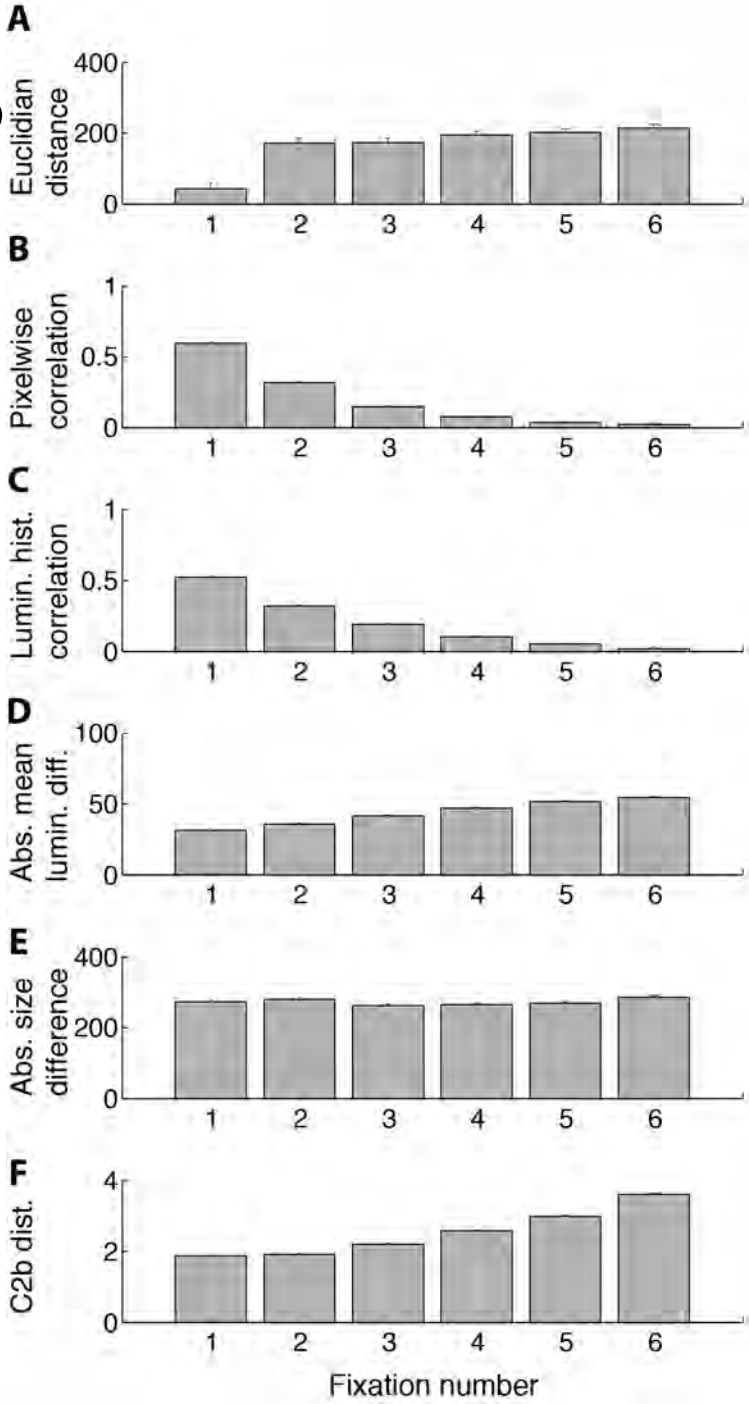 A
Euclidian
distance
400
200
0
1 2 3 4 5 6
B
Pixelwise
correlation
1
0.5
0
1 2 3 4 5 6
C
Lumin. hist.
correlation
1
0.5
0
1 2 3 4 5 6
D
Abs. mean
lumin. diff.
100
50
0
1 2 3 4 5 6
E
Abs. size
difference
400
200
0
1 2 3 4 5 6
F
C2b dist.
4
2
0
1 2 3 4 5 6
Fixation number